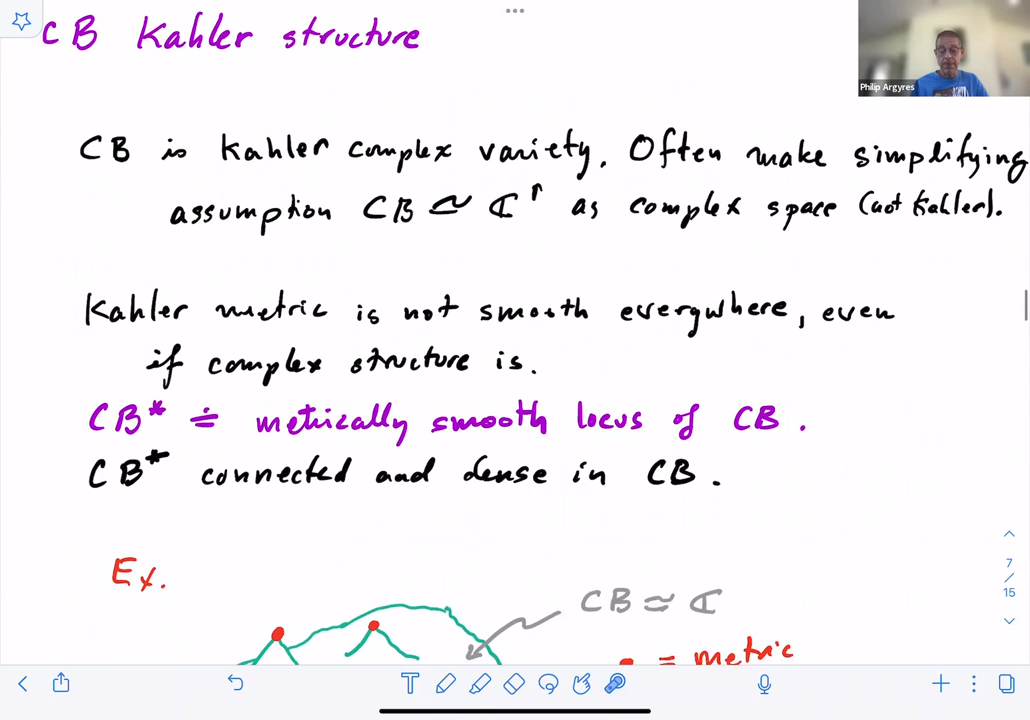 CB Kahler structure
Philip Argyres
CB is Kahler complex variety. Often make simplifying
assumption CB ≃ ℂʳ as complex space (not Kahler).
Kahler metric is not smooth everywhere, even
if complex structure is.
CB* ≐ metrically smooth locus of CB.
CB* connected and dense in CB.
Ex.
CB ≃ ℂ
= metric
7
/
15
T